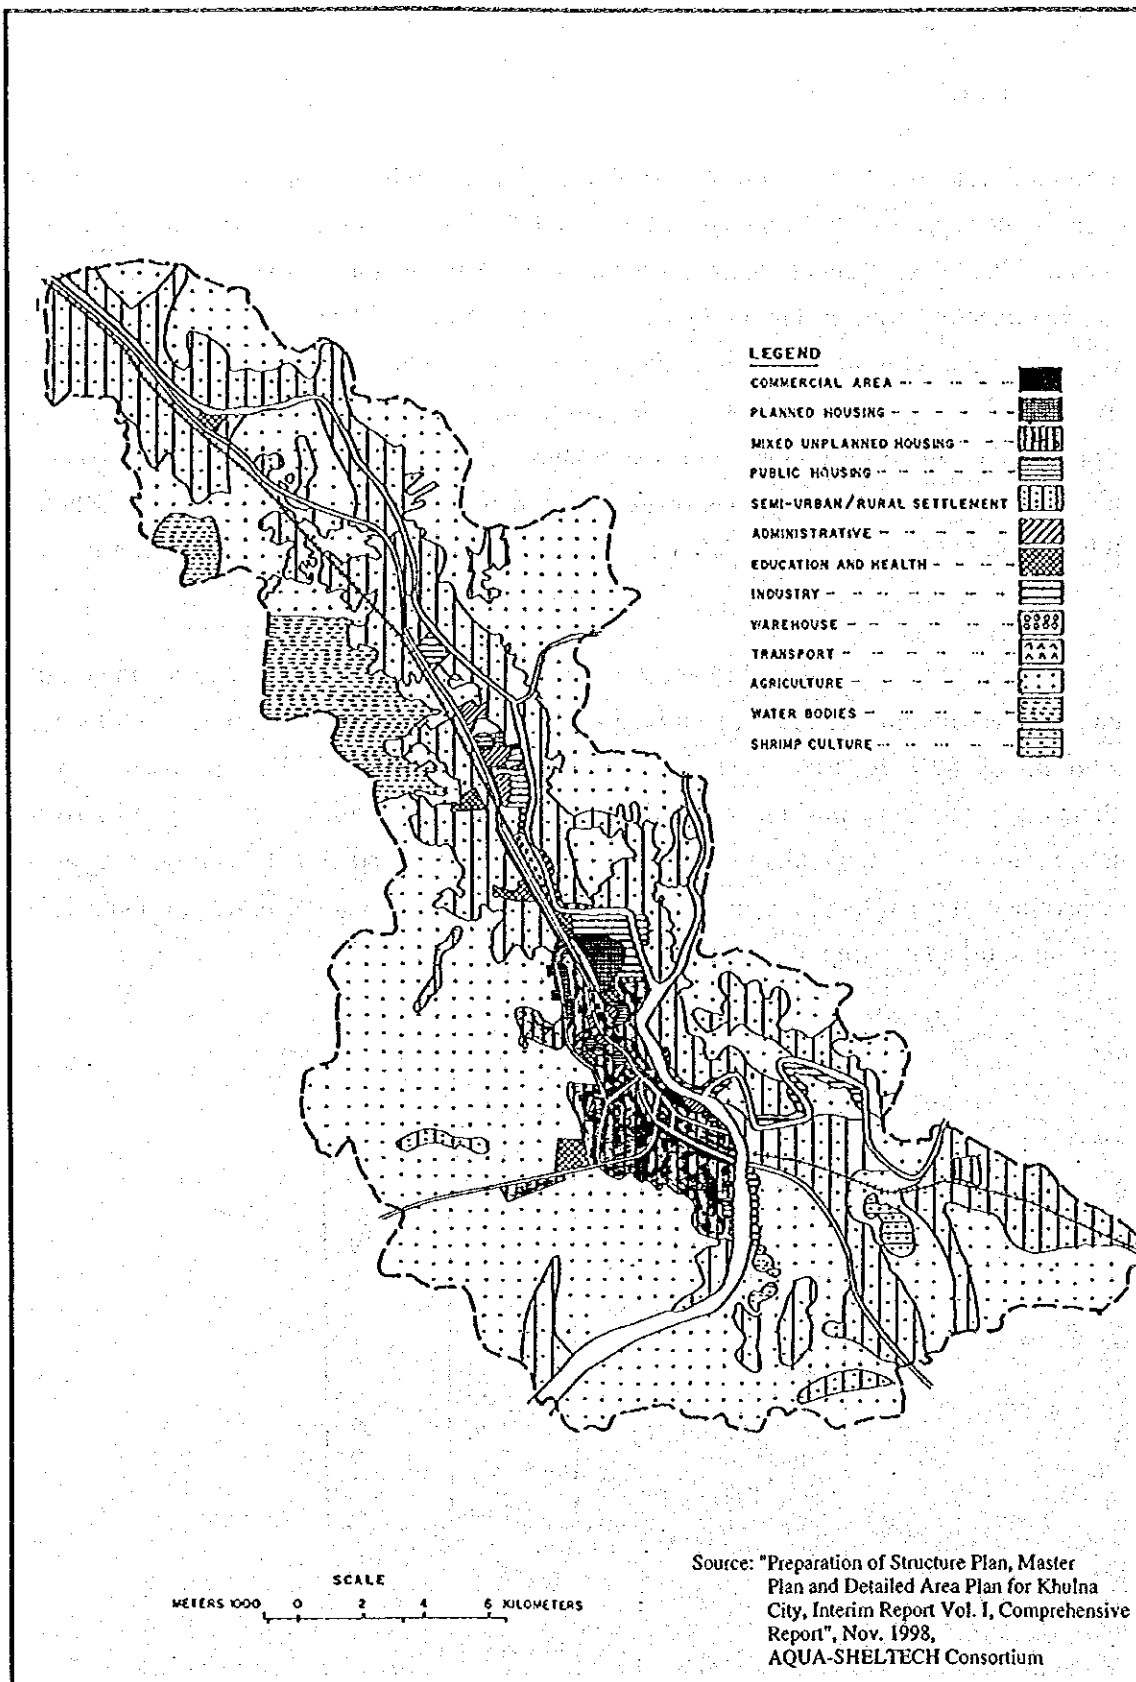 LEGEND
COMMERCIAL AREA
PLANNED HOUSING
MIXED UNPLANNED HOUSING
PUBLIC HOUSING
SEMI-URBAN/RURAL SETTLEMENT
ADMINISTRATIVE
EDUCATION AND HEALTH
INDUSTRY
WAREHOUSE
TRANSPORT
AGRICULTURE
WATER BODIES
SHRIMP CULTURE
SCALE
METERS 1000 0 2 4 6 KILOMETERS
Source: "Preparation of Structure Plan, Master
Plan and Detailed Area Plan for Khulna
City, Interim Report Vol. I, Comprehensive
Report", Nov. 1998,
AQUA-SHELTECH Consortium